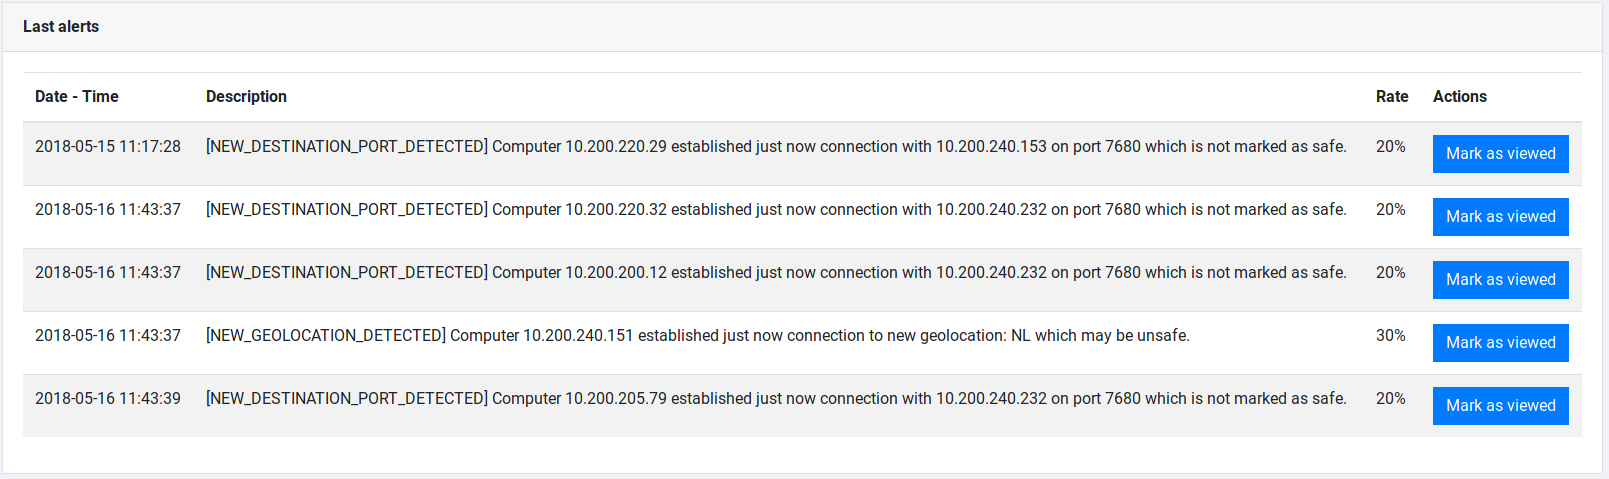 Last alerts
Date - Time Description Rate Actions
2018-05-15 11:17:28 [NEW_DESTINATION_PORT_DETECTED] Computer 10.200.220.29 established just now connection with 10.200.240.153 on port 7680 which is not marked as safe. 20% Mark as viewed
2018-05-16 11:43:37 [NEW_DESTINATION_PORT_DETECTED] Computer 10.200.220.32 established just now connection with 10.200.240.232 on port 7680 which is not marked as safe. 20% Mark as viewed
2018-05-16 11:43:37 [NEW_DESTINATION_PORT_DETECTED] Computer 10.200.200.12 established just now connection with 10.200.240.232 on port 7680 which is not marked as safe. 20% Mark as viewed
2018-05-16 11:43:37 [NEW_GEOLOCATION_DETECTED] Computer 10.200.240.151 established just now connection to new geolocation: NL which may be unsafe. 30% Mark as viewed
2018-05-16 11:43:39 [NEW_DESTINATION_PORT_DETECTED] Computer 10.200.205.79 established just now connection with 10.200.240.232 on port 7680 which is not marked as safe. 20% Mark as viewed